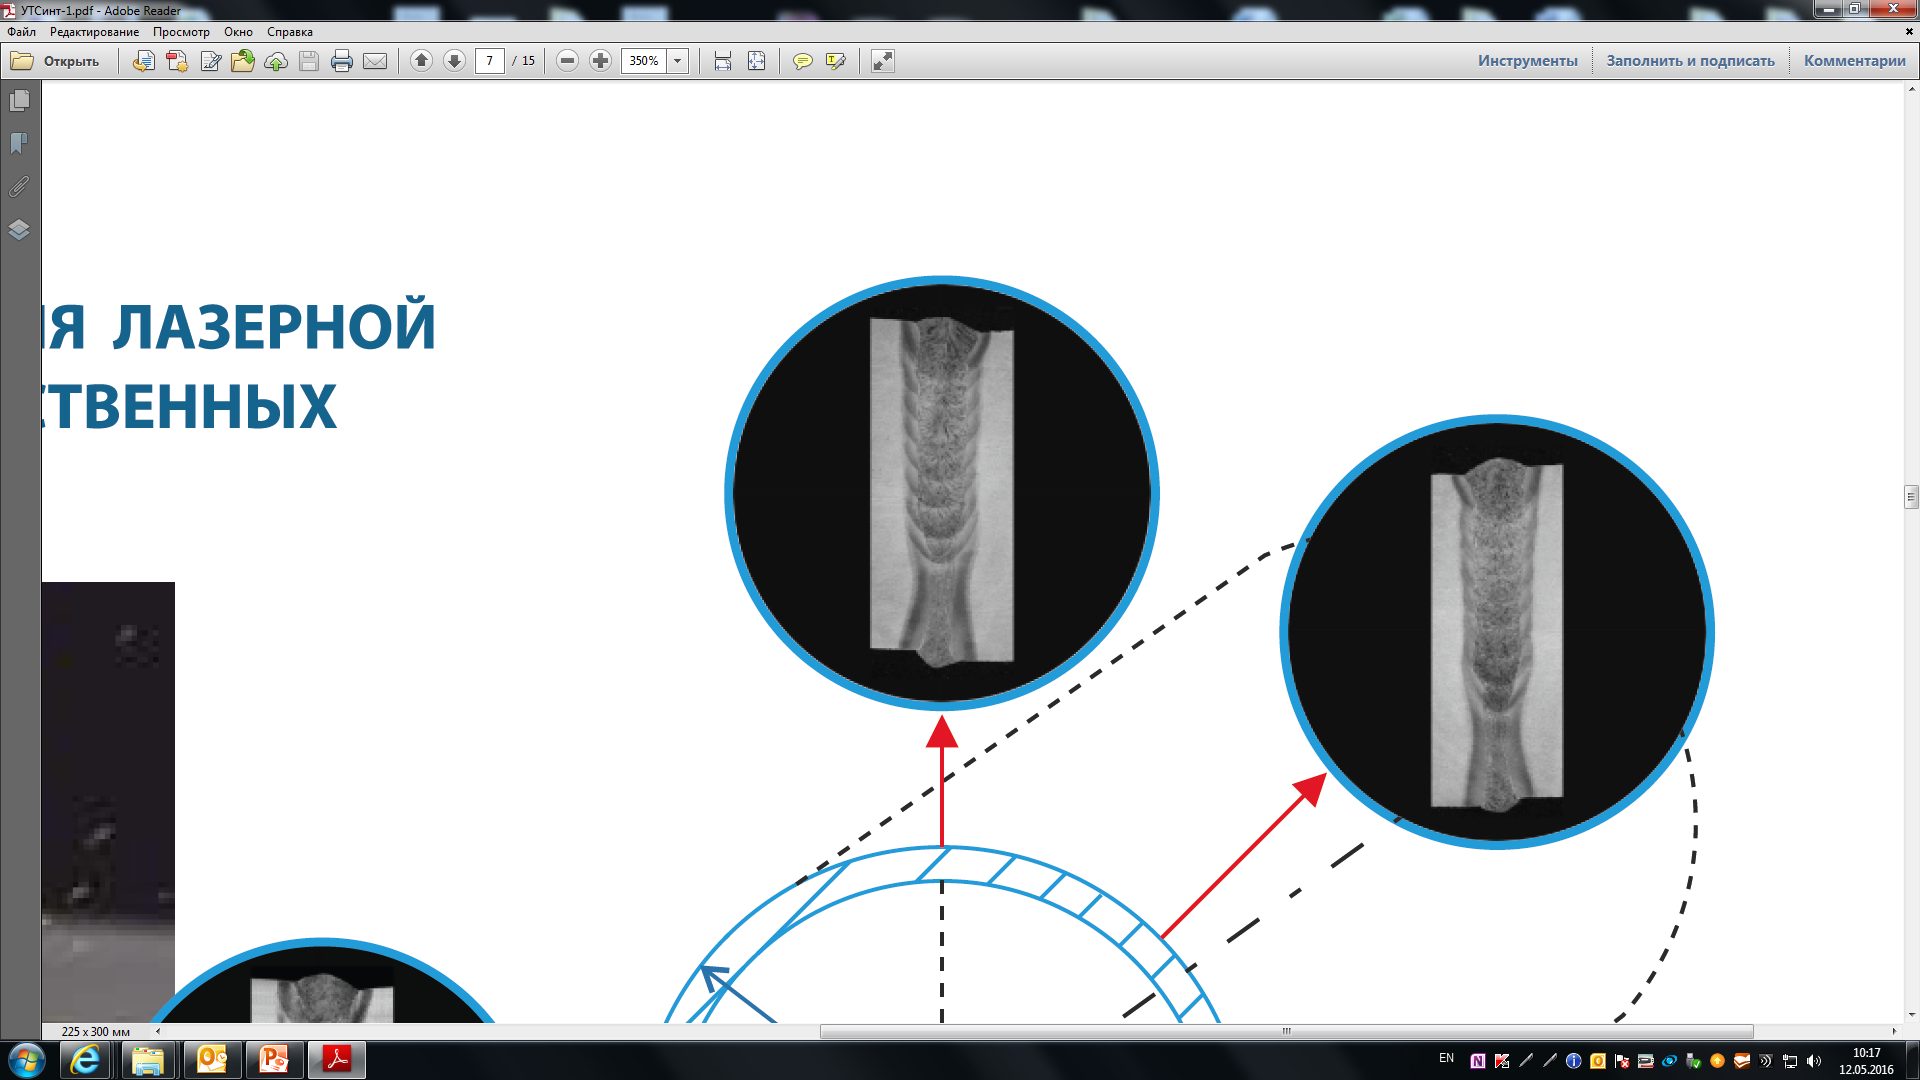 УТСинт-1.pdf - Adobe Reader
Файл Редактирование Просмотр Окно Справка
Открыть 7 / 15 350% Инструменты Заполнить и подписать Комментарии
Я ЛАЗЕРНОЙ
СТВЕННЫХ
225 x 300 мм
EN 10:17
12.05.2016